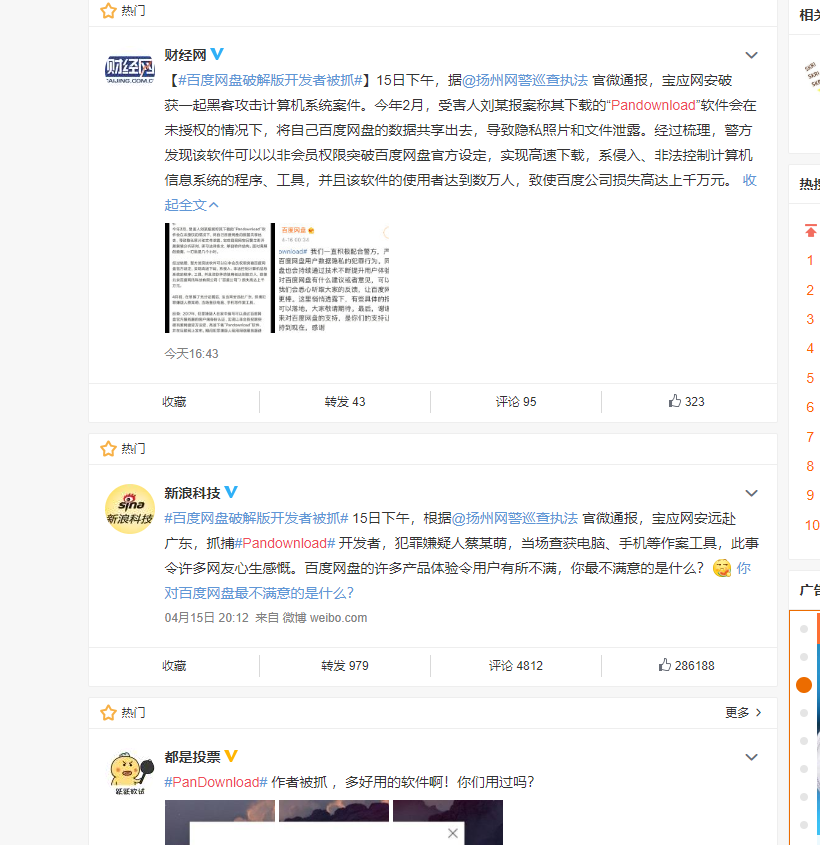 热门
财经网
【#百度网盘破解版开发者被抓#】15日下午，据@扬州网警巡查执法 官微通报，宝应网安破
获一起黑客攻击计算机系统案件。今年2月，受害人刘某报案称其下载的“Pandownload”软件会在
未授权的情况下，将自己百度网盘的数据共享出去，导致隐私照片和文件泄露。经过梳理，警方
发现该软件可以以非会员权限突破百度网盘官方设定，实现高速下载，系侵入、非法控制计算机
信息系统的程序、工具，并且该软件的使用者达到数万人，致使百度公司损失高达上千万元。 收
起全文
百度网盘
ownload# 我们一直积极配合警方，严
今天16:43
收藏
转发 43
评论 95
323
热门
sina
新浪科技
新浪科技
#百度网盘破解版开发者被抓# 15日下午，根据@扬州网警巡查执法 官微通报，宝应网安远赴
广东，抓捕#Pandownload# 开发者，犯罪嫌疑人蔡某萌，当场查获电脑、手机等作案工具，此事
令许多网友心生感慨。百度网盘的许多产品体验令用户有所不满，你最不满意的是什么？ 你
对百度网盘最不满意的是什么?
04月15日 20:12 来自 微博 weibo.com
收藏
转发 979
评论 4812
286188
热门
更多
都是投票
#PanDownload# 作者被抓 ，多好用的软件啊！你们用过吗？
相关
热搜
1
2
3
4
5
6
7
8
9
10
广告